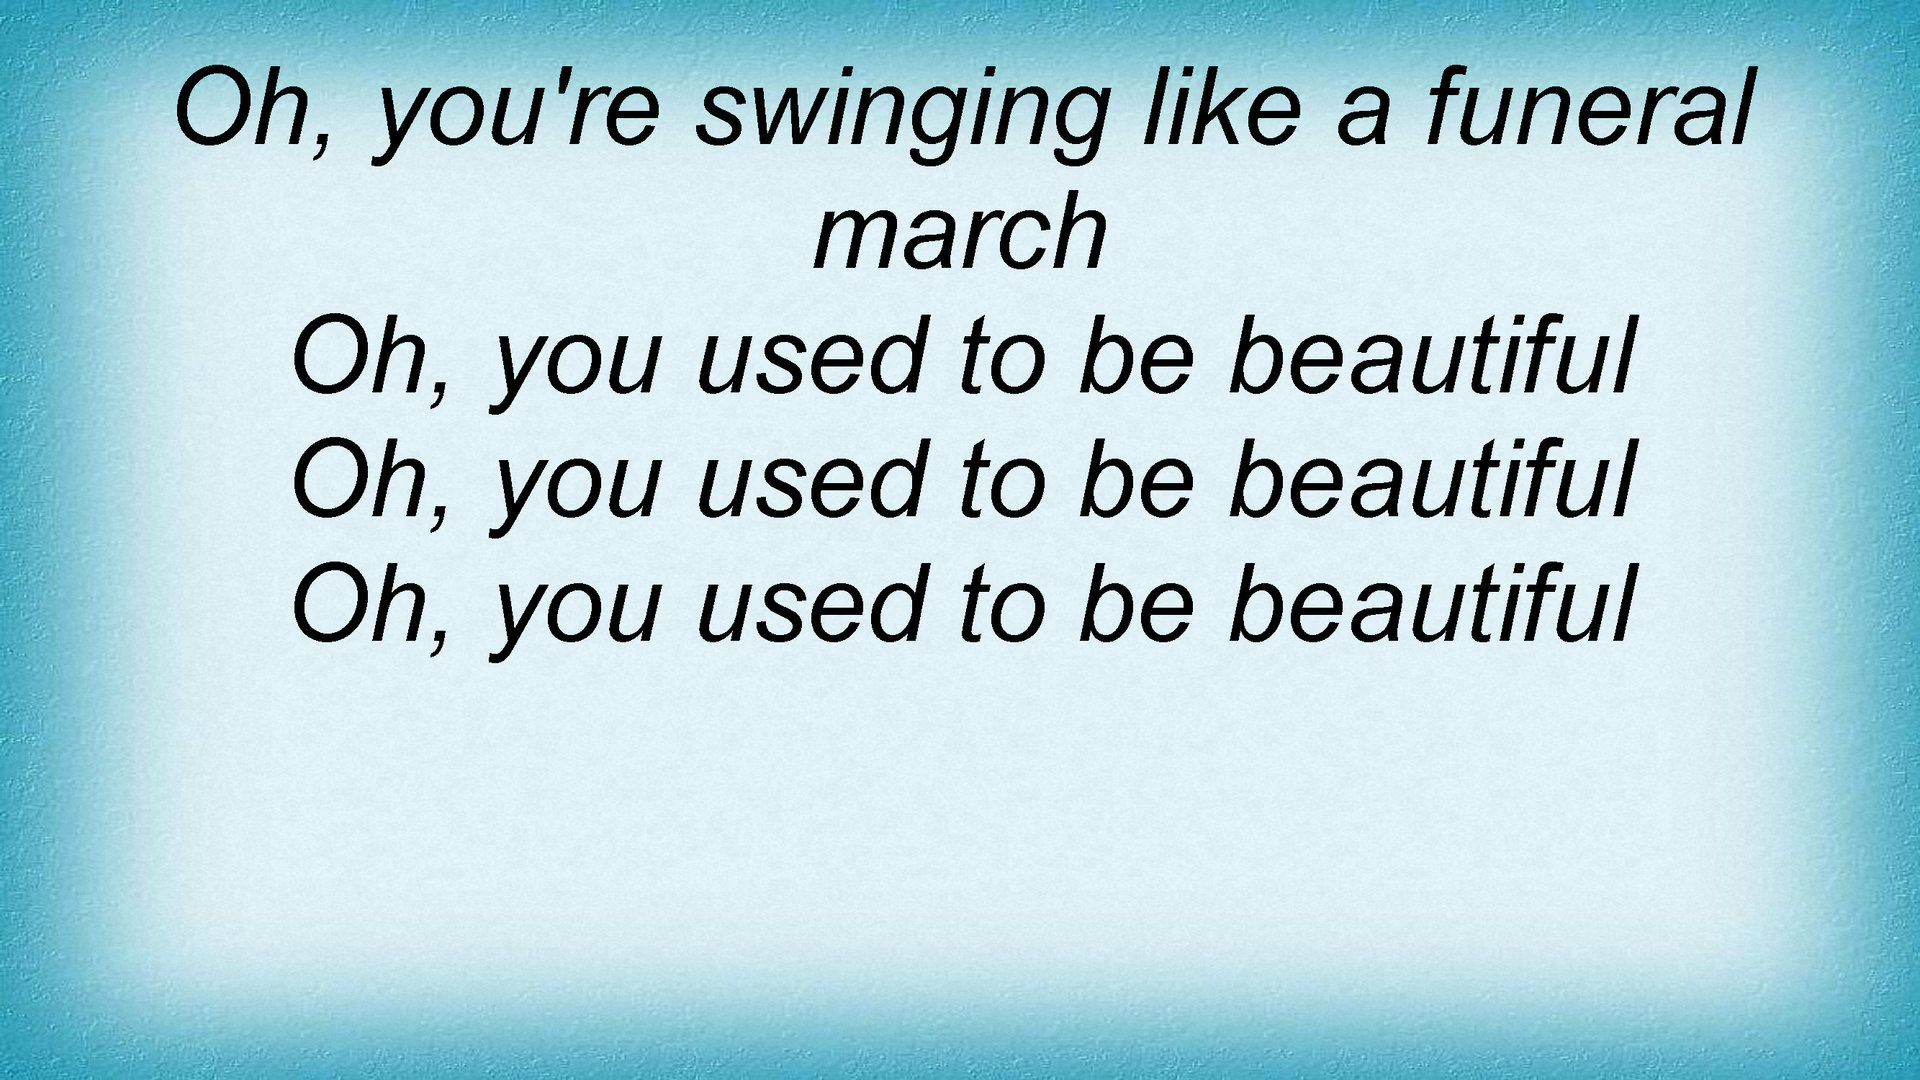 Oh, you're swinging like a funeral
march
Oh, you used to be beautiful
Oh, you used to be beautiful
Oh, you used to be beautiful